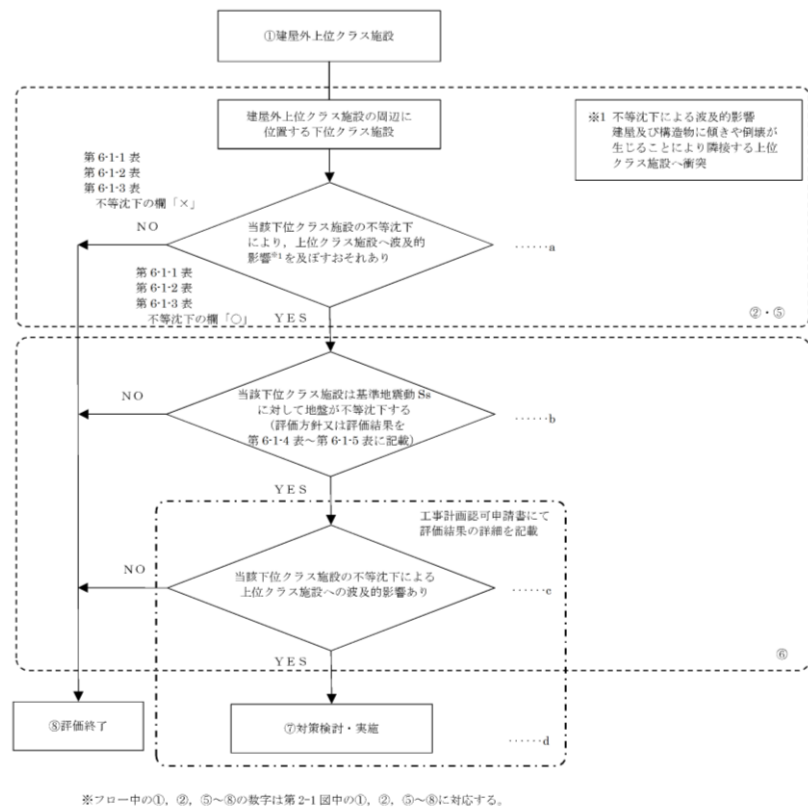 ①建屋外上位クラス施設
建屋外上位クラス施設の周辺に
位置する下位クラス施設
※1 不等沈下による波及的影響
建屋及び構造物に傾きや倒壊が
生じることにより隣接する上位
クラス施設へ衝突
第 6-1-1 表
第 6-1-2 表
第 6-1-3 表
不等沈下の欄「×」
NO
当該下位クラス施設の不等沈下
により，上位クラス施設へ波及的
影響※1を及ぼすおそれあり
……a
第 6-1-1 表
第 6-1-2 表
第 6-1-3 表
不等沈下の欄「○」
YES
②・⑤
NO
当該下位クラス施設は基準地震動 Ss
に対して地盤が不等沈下する
（評価方針又は評価結果を
第 6-1-4 表～第 6-1-5 表に記載）
……b
YES
工事計画認可申請書にて
評価結果の詳細を記載
NO
当該下位クラス施設の不等沈下による
上位クラス施設への波及的影響あり
……c
YES
⑥
⑧評価終了
⑦対策検討・実施
……d
※フロー中の①，②，⑤～⑧の数字は第 2-1 図中の①，②，⑤～⑧に対応する。